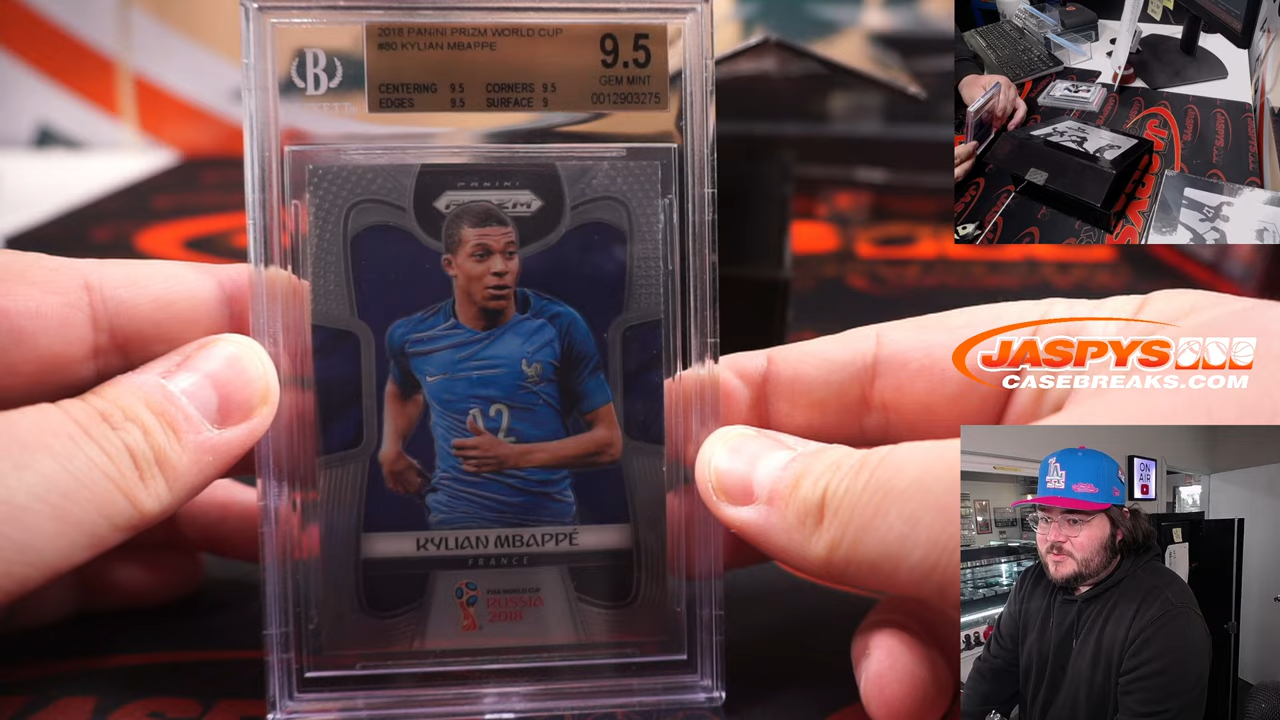 2018 PANINI PRIZM WORLD CUP
#80 KYLIAN MBAPPE
9.5
GEM MINT
CENTERING 9.5 CORNERS 9.5
EDGES 9.5 SURFACE 9
0012903275
B
PANINI
PRIZM
12
KYLIAN MBAPPÉ
FRANCE
FIFA WORLD CUP
RUSSIA
2018
JASPYS
JASPYS
CASEBREAKS.COM
ON
AIR
LA